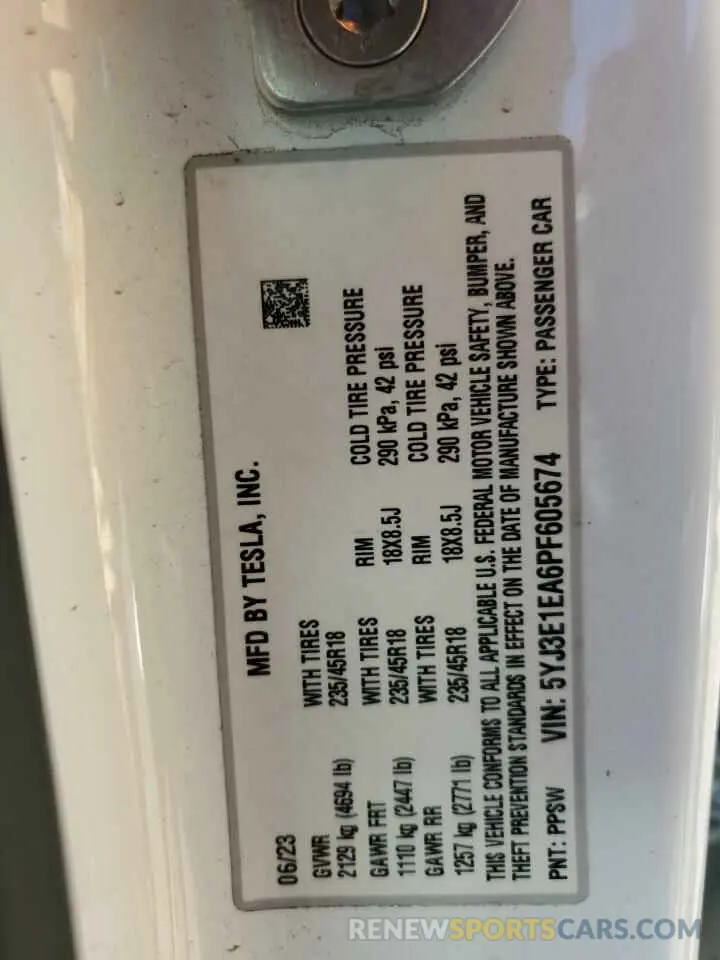 MFD BY TESLA, INC.
06/23
GVWR WITH TIRES
2129 kg (4694 lb) 235/45R18
GAWR FRT WITH TIRES RIM COLD TIRE PRESSURE
1110 kg (2447 lb) 235/45R18 18X8.5J 290 kPa, 42 psi
GAWR RR WITH TIRES RIM COLD TIRE PRESSURE
1257 kg (2771 lb) 235/45R18 18X8.5J 290 kPa, 42 psi
THIS VEHICLE CONFORMS TO ALL APPLICABLE U.S. FEDERAL MOTOR VEHICLE SAFETY, BUMPER, AND
THEFT PREVENTION STANDARDS IN EFFECT ON THE DATE OF MANUFACTURE SHOWN ABOVE.
PNT: PPSW VIN: 5YJ3E1EA6PF605674 TYPE: PASSENGER CAR
RENEWSPORTSCARS.COM